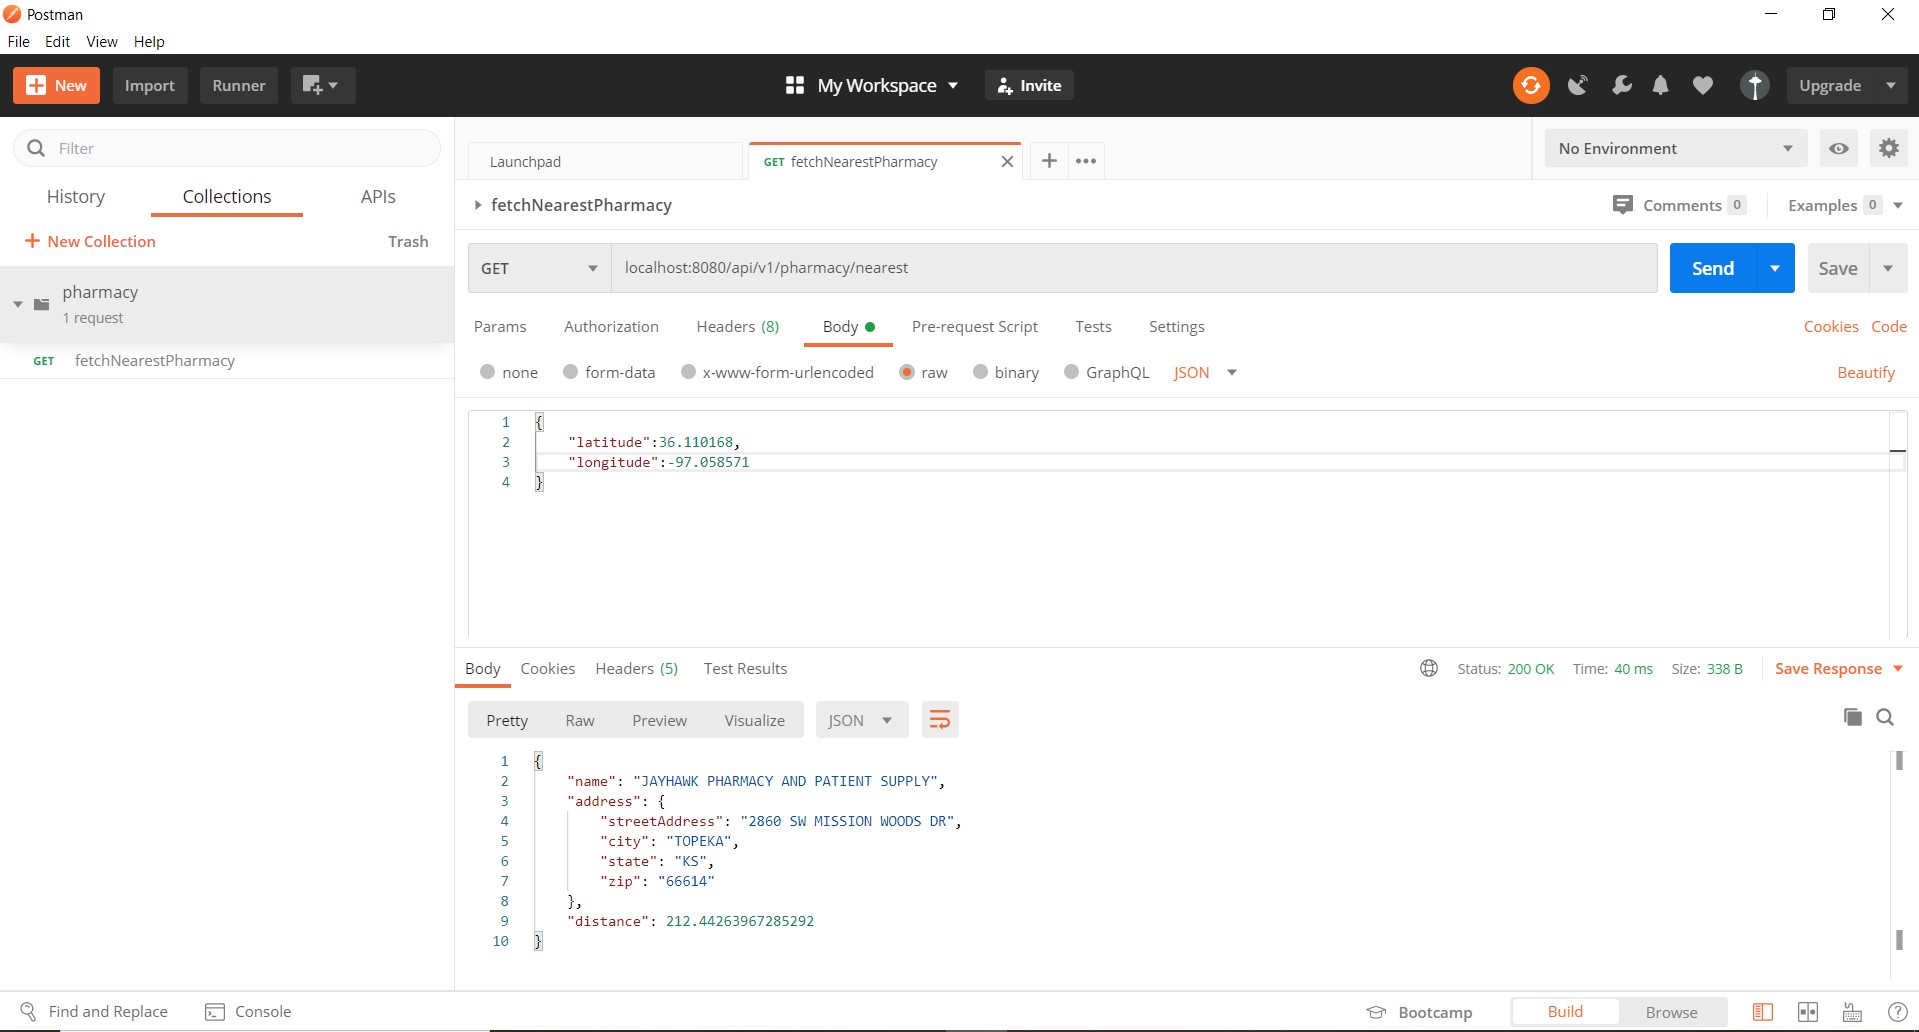 Postman
File Edit View Help
New Import Runner My Workspace Invite Upgrade
Filter
History Collections APIs
New Collection Trash
pharmacy
1 request
GET fetchNearestPharmacy
Launchpad GET fetchNearestPharmacy ••• No Environment
fetchNearestPharmacy Comments 0 Examples 0
GET localhost:8080/api/v1/pharmacy/nearest Send Save
Params Authorization Headers (8) Body Pre-request Script Tests Settings Cookies Code
none form-data x-www-form-urlencoded raw binary GraphQL JSON Beautify
1 {
2 "latitude":36.110168,
3 "longitude":-97.058571
4 }
Body Cookies Headers (5) Test Results Status: 200 OK Time: 40 ms Size: 338 B Save Response
Pretty Raw Preview Visualize JSON
1 {
2 "name": "JAYHAWK PHARMACY AND PATIENT SUPPLY",
3 "address": {
4 "streetAddress": "2860 SW MISSION WOODS DR",
5 "city": "TOPEKA",
6 "state": "KS",
7 "zip": "66614"
8 },
9 "distance": 212.44263967285292
10 }
Find and Replace Console Bootcamp Build Browse